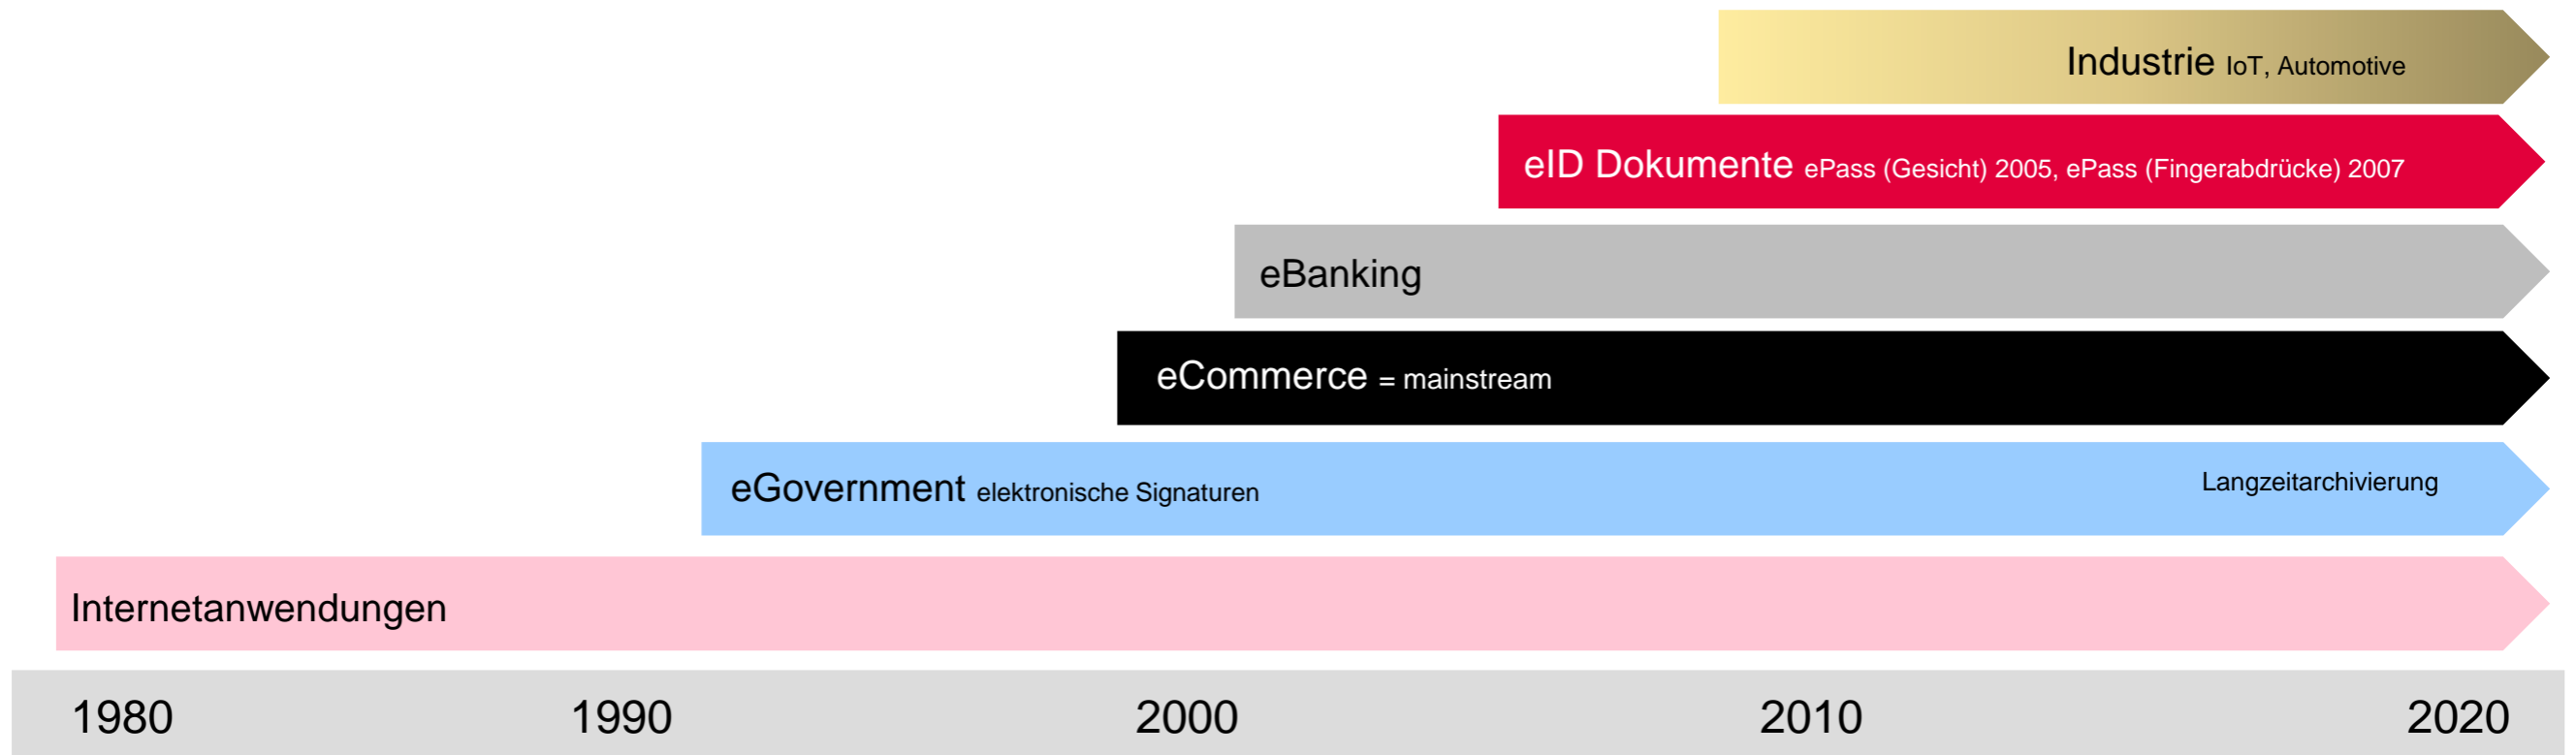 Industrie IoT, Automotive
eID Dokumente ePass (Gesicht) 2005, ePass (Fingerabdrücke) 2007
eBanking
eCommerce = mainstream
eGovernment elektronische Signaturen Langzeitarchivierung
Internetanwendungen
1980 1990 2000 2010 2020